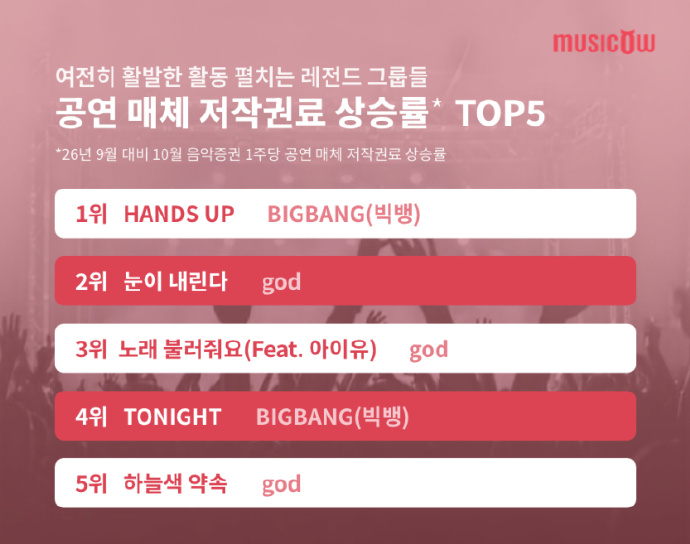 musicow
여전히 활발한 활동 펼치는 레전드 그룹들
공연 매체 저작권료 상승률* TOP5
*26년 9월 대비 10월 음악증권 1주당 공연 매체 저작권료 상승률
1위 HANDS UP BIGBANG(빅뱅)
2위 눈이 내린다 god
3위 노래 불러줘요(Feat. 아이유) god
4위 TONIGHT BIGBANG(빅뱅)
5위 하늘색 약속 god